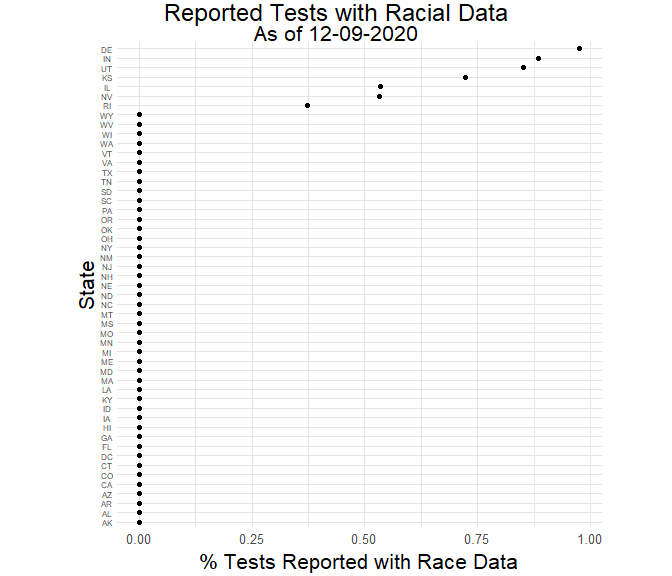 Reported Tests with Racial Data
As of 12-09-2020
DE
IN
UT
KS
IL
NV
RI
WY
WV
WI
WA
VT
VA
TX
TN
SD
SC
PA
OR
OK
OH
NY
NM
NJ
NH
NE
ND
NC
MT
MS
MO
MN
MI
ME
MD
MA
LA
KY
ID
IA
HI
GA
FL
DC
CT
CO
CA
AZ
AR
AL
AK
State
0.00 0.25 0.50 0.75 1.00
% Tests Reported with Race Data